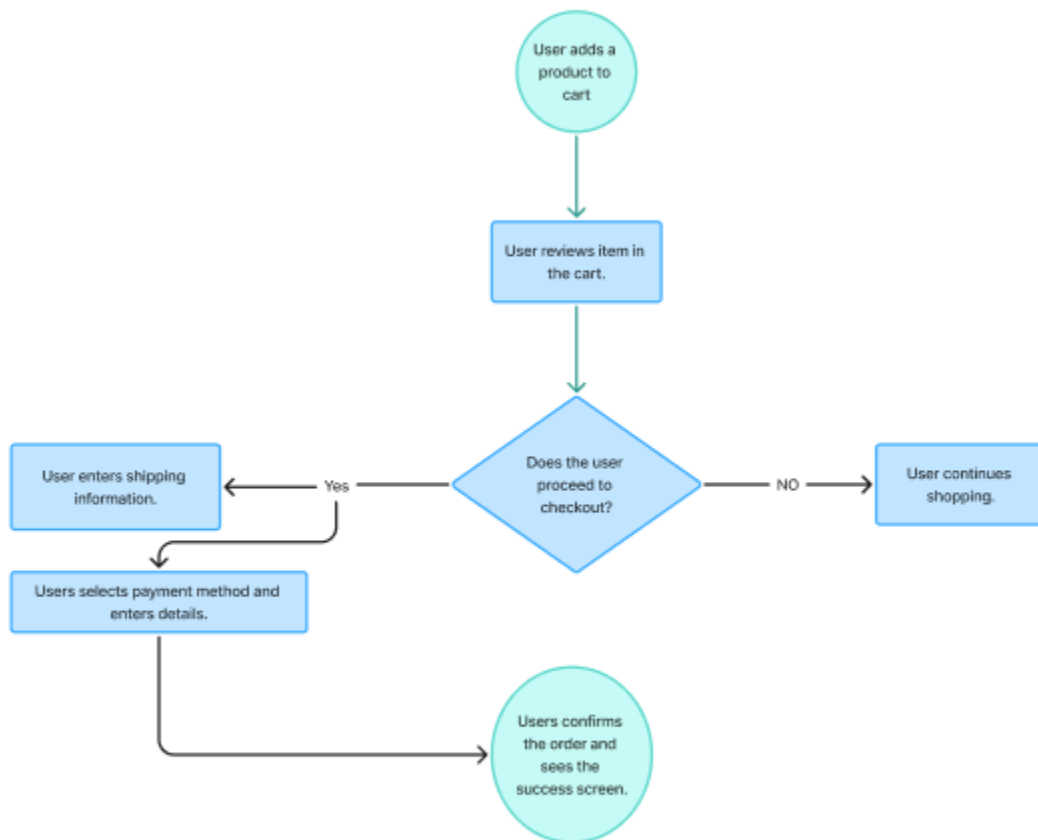 User adds a
product to
cart
User reviews item in
the cart.
Does the user
proceed to
checkout?
Yes
NO
User enters shipping
information.
User continues
shopping.
Users selects payment method and
enters details.
Users confirms
the order and
sees the
success screen.